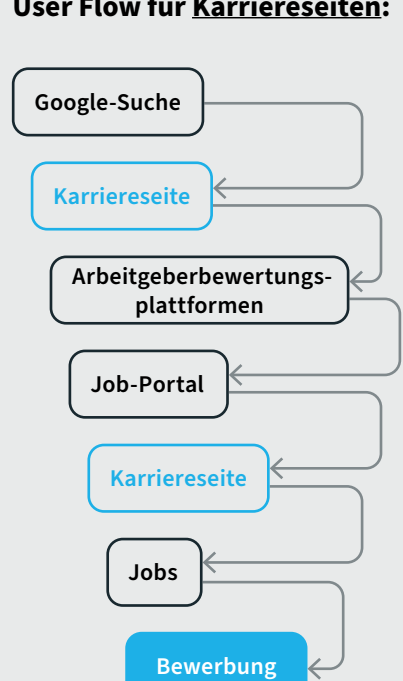 User Flow für Karriereseiten:
Google-Suche
Karriereseite
Arbeitgeberbewertungs-
plattformen
Job-Portal
Karriereseite
Jobs
Bewerbung